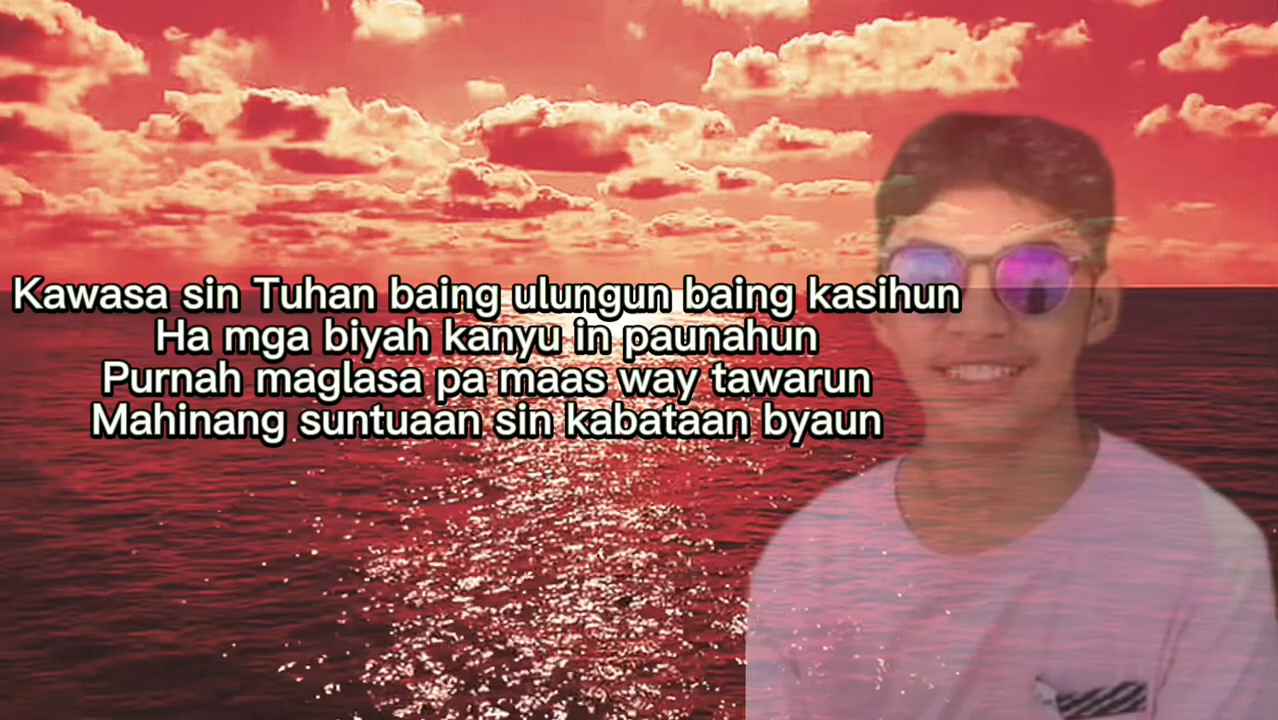 Kawasa sin Tuhan baing ulungun baing kasihun
Ha mga biyah kanyu in paunahun
Purnah maglasa pa maas way tawarun
Mahinang suntuaan sin kabataan byaun